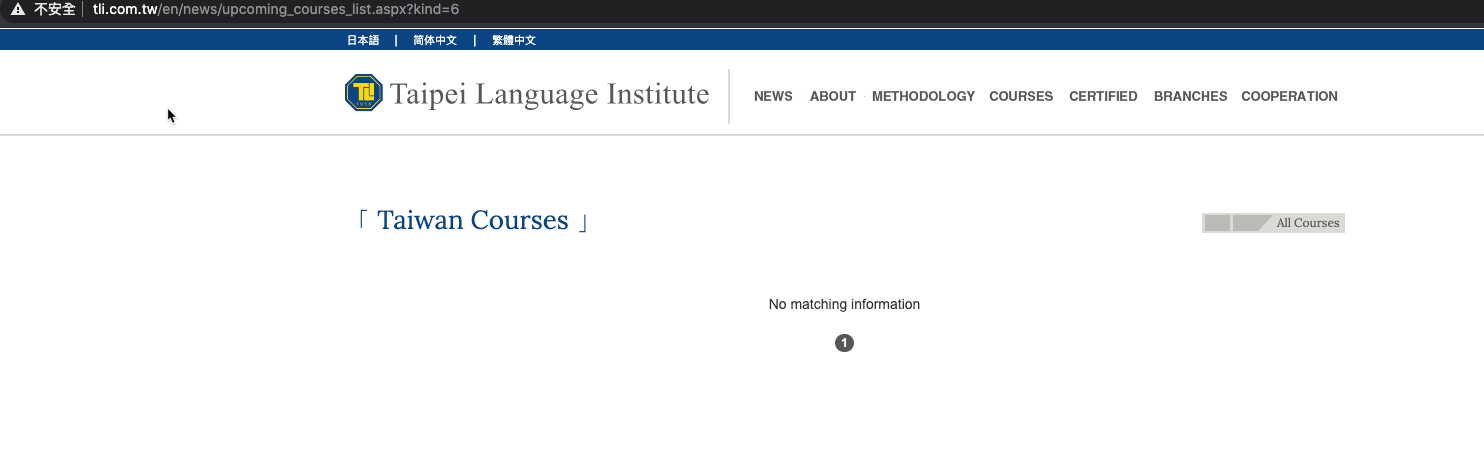 不安全 | tli.com.tw/en/news/upcoming_courses_list.aspx?kind=6
日本語 | 简体中文 | 繁體中文
TLI 1956 Taipei Language Institute NEWS ABOUT METHODOLOGY COURSES CERTIFIED BRANCHES COOPERATION
「 Taiwan Courses 」 All Courses
No matching information
1